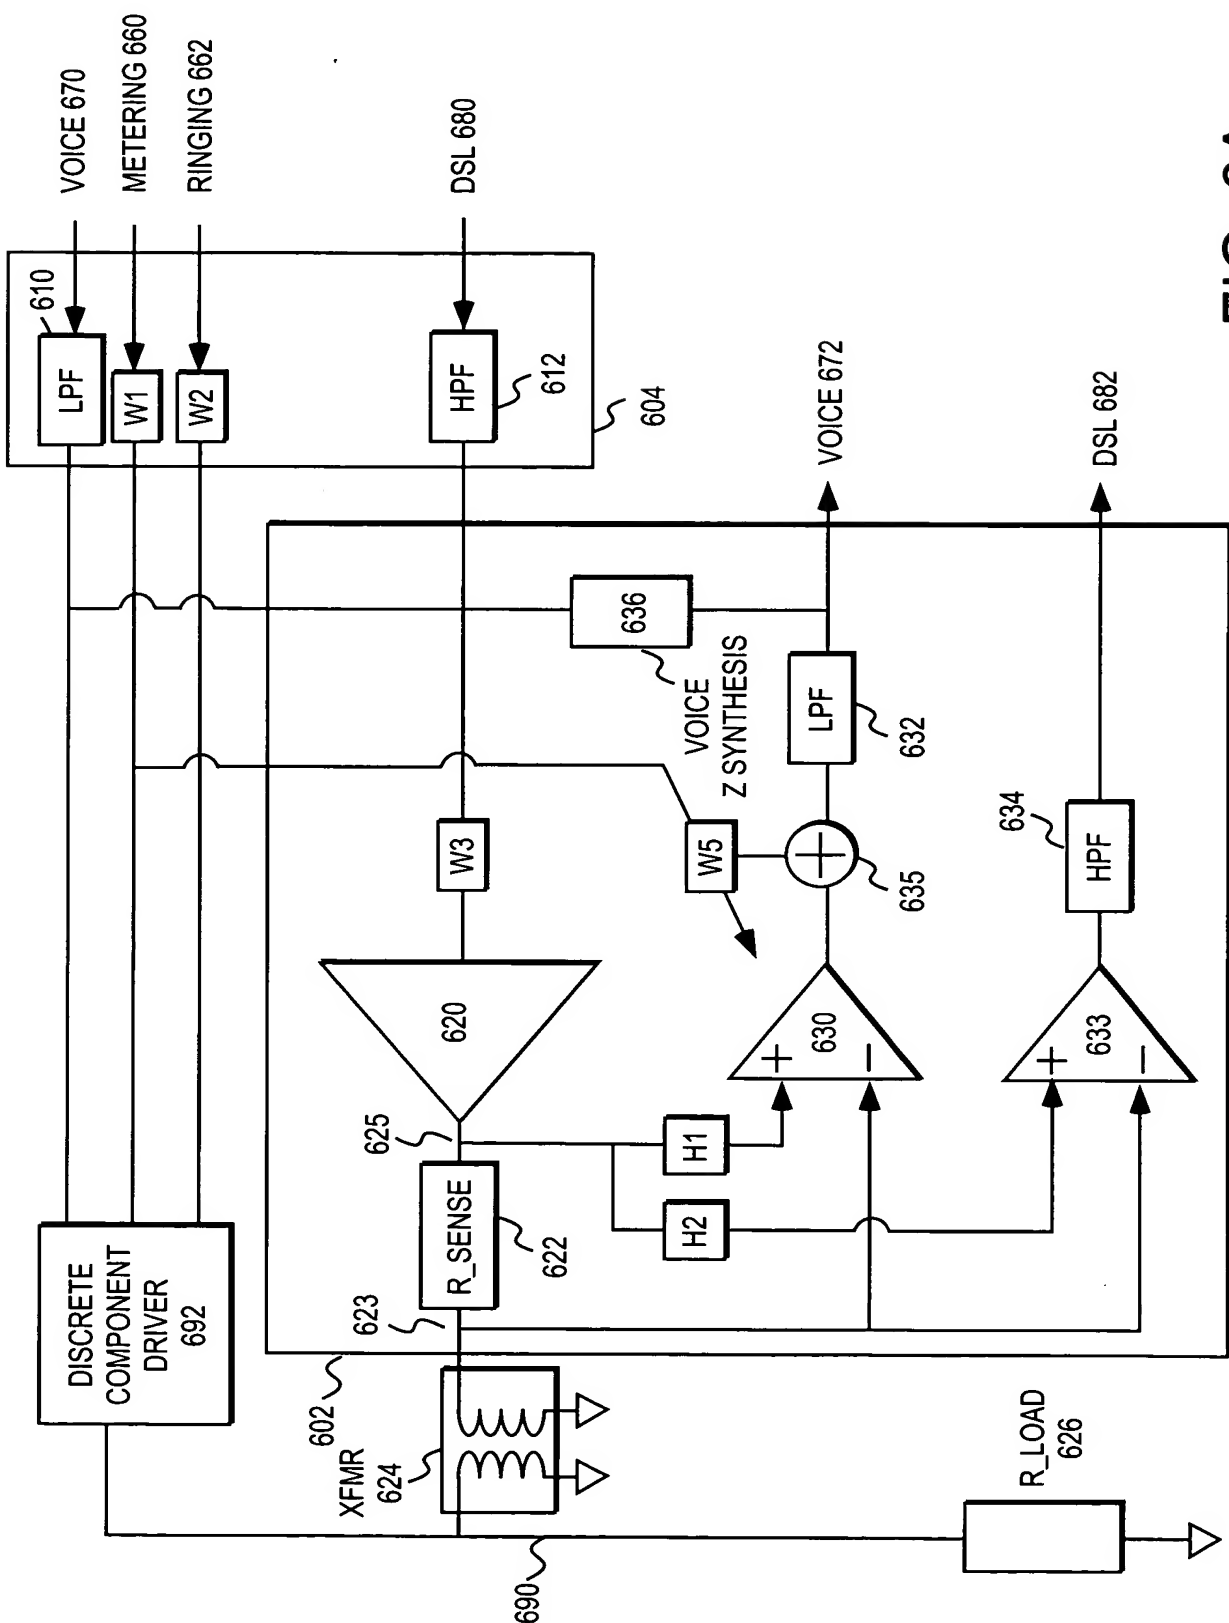 VOICE 670
METERING 660
RINGING 662
DSL 680
610
LPF
W1
W2
HPF
612
604
DISCRETE
COMPONENT
DRIVER
692
602
XFMR
624
690
R_LOAD
626
623
R_SENSE
622
625
620
W3
H1
H2
636
VOICE
Z SYNTHESIS
W5
+
−
630
+
635
LPF
632
VOICE 672
+
−
633
HPF
634
DSL 682
FIG